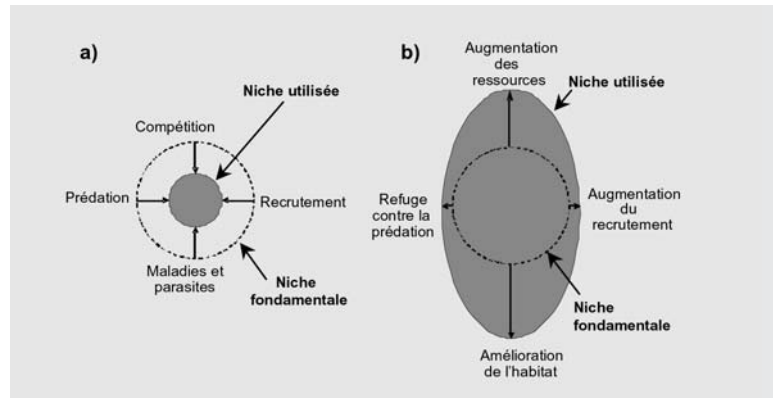 a)
Niche utilisée
Compétition
Prédation
Recrutement
Maladies et
parasites
Niche
fondamentale
b)
Augmentation
des
ressources
Niche utilisée
Refuge
contre la
prédation
Augmentation
du
recrutement
Niche
fondamentale
Amélioration
de l'habitat